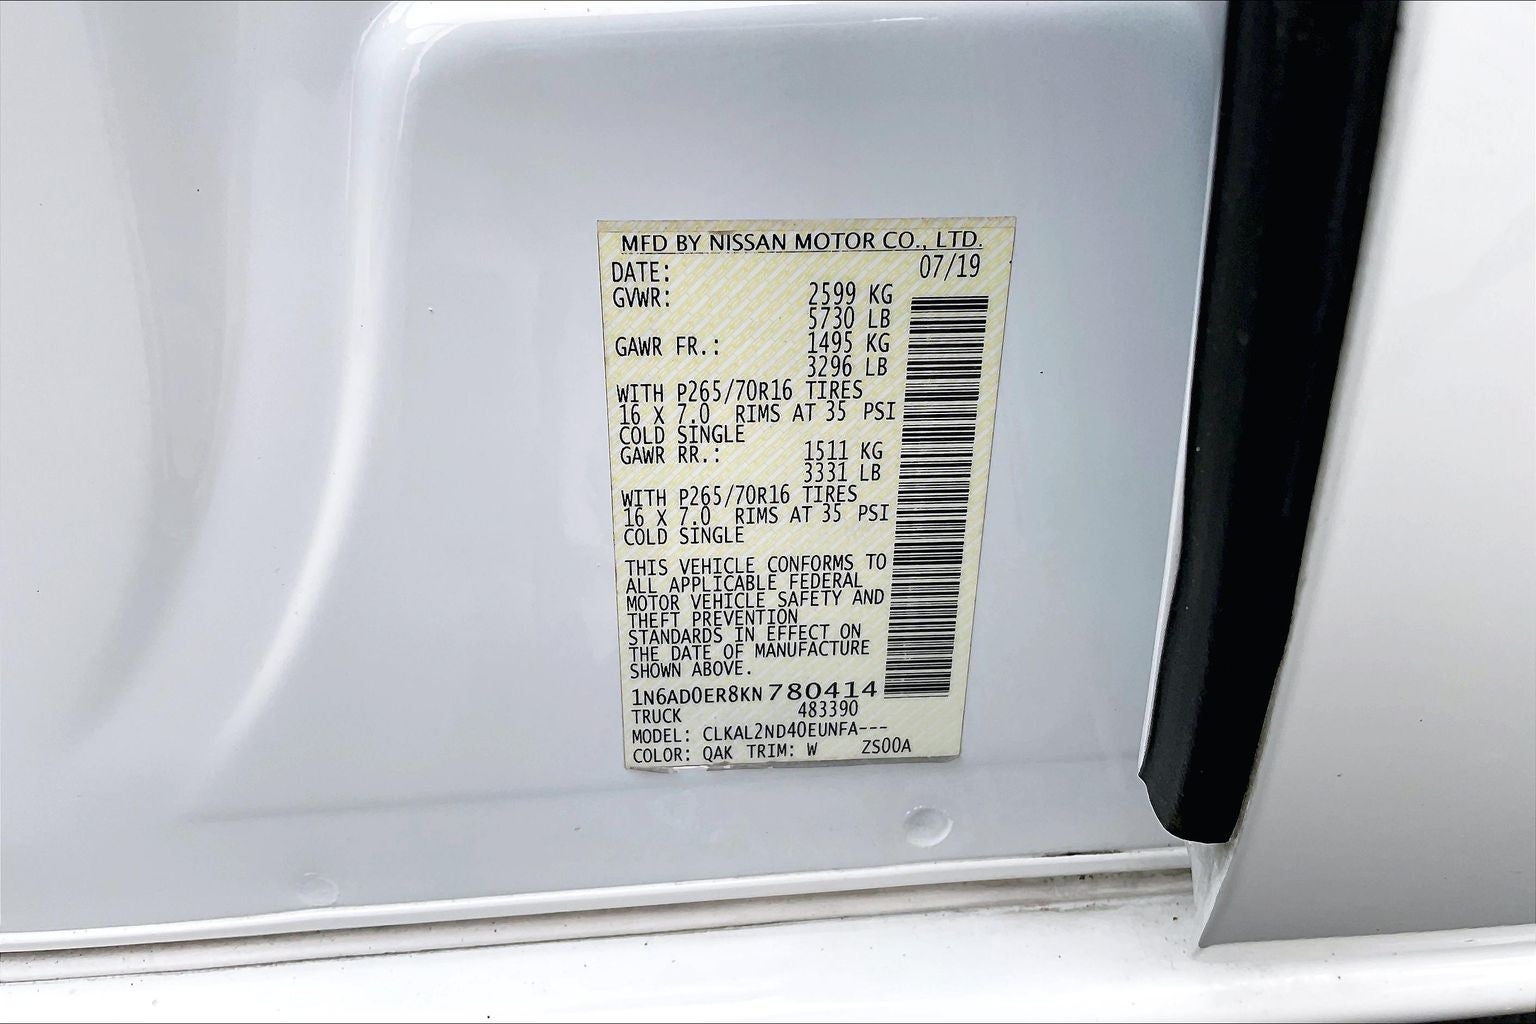 MFD BY NISSAN MOTOR CO., LTD.
DATE: 07/19
GVWR: 2599 KG
5730 LB
GAWR FR.: 1495 KG
3296 LB
WITH P265/70R16 TIRES
16 X 7.0 RIMS AT 35 PSI
COLD SINGLE
GAWR RR.: 1511 KG
3331 LB
WITH P265/70R16 TIRES
16 X 7.0 RIMS AT 35 PSI
COLD SINGLE
THIS VEHICLE CONFORMS TO
ALL APPLICABLE FEDERAL
MOTOR VEHICLE SAFETY AND
THEFT PREVENTION
STANDARDS IN EFFECT ON
THE DATE OF MANUFACTURE
SHOWN ABOVE.
1N6AD0ER8KN780414
TRUCK 483390
MODEL: CLKAL2ND40EUNFA---
COLOR: QAK TRIM: W ZS00A